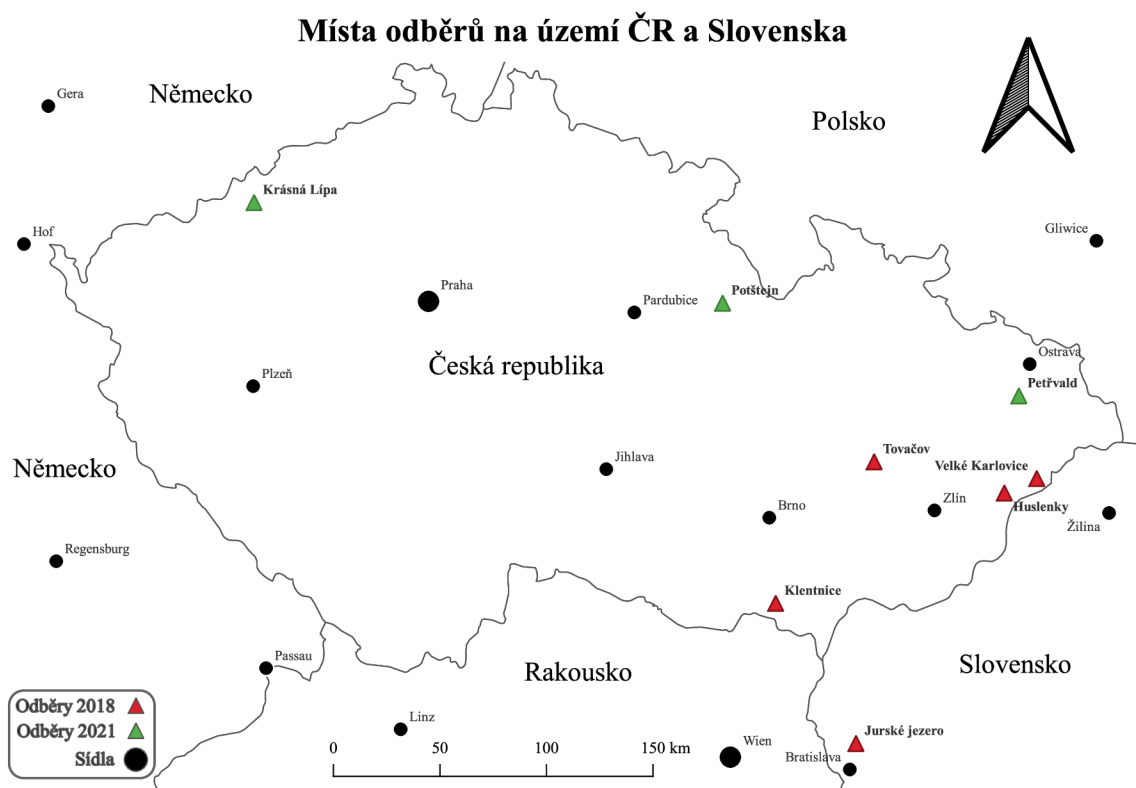 Místa odběrů na území ČR a Slovenska
Gera
Německo
Polsko
Krásná Lípa
Hof
Gliwice
Praha
Potštejn
Pardubice
Česká republika
Ostrava
Plzeň
Petřvald
Tovačov
Jihlava
Velké Karlovice
Německo
Brno
Zlín
Huslenky
Žilina
Regensburg
Klentnice
Passau
Rakousko
Slovensko
Odběry 2018
Odběry 2021
Sídla
Linz
Jurské jezero
Wien
Bratislava
0 50 100 150 km